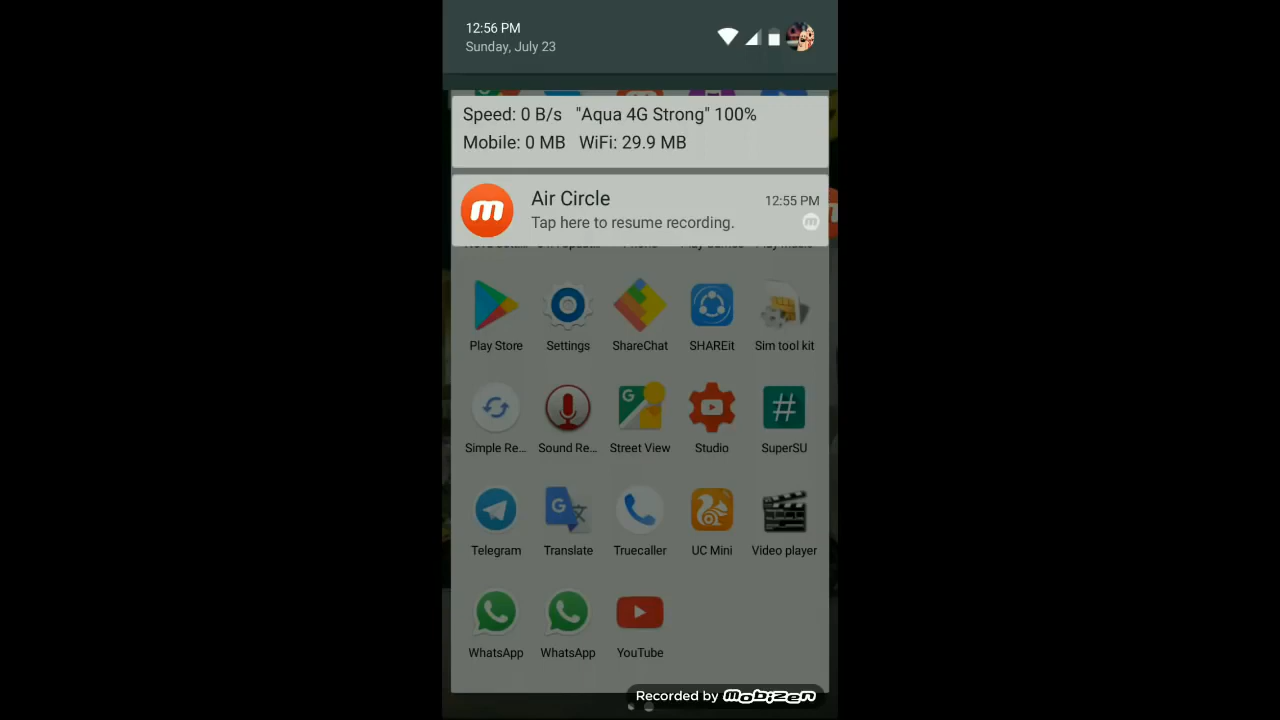 12:56 PM
Sunday, July 23
Speed: 0 B/s "Aqua 4G Strong" 100%
Mobile: 0 MB WiFi: 29.9 MB
Air Circle
12:55 PM
Tap here to resume recording.
Play Store Settings ShareChat SHAREit Sim tool kit
Simple Re... Sound Re... Street View Studio SuperSU
Telegram Translate Truecaller UC Mini Video player
WhatsApp WhatsApp YouTube
Recorded by Mobizen